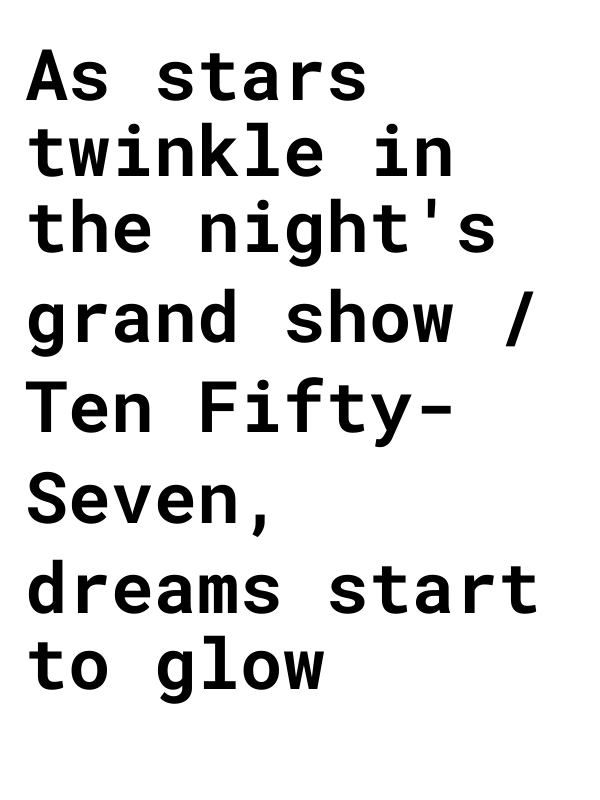 As stars
twinkle in
the night's
grand show /
Ten Fifty-
Seven,
dreams start
to glow